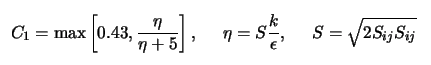 $C_1 = \max\left[0.43, \frac{\eta}{\eta + 5}\right], \quad \eta = S\frac{k}{\epsilon}, \quad S = \sqrt{2S_{ij}S_{ij}}$